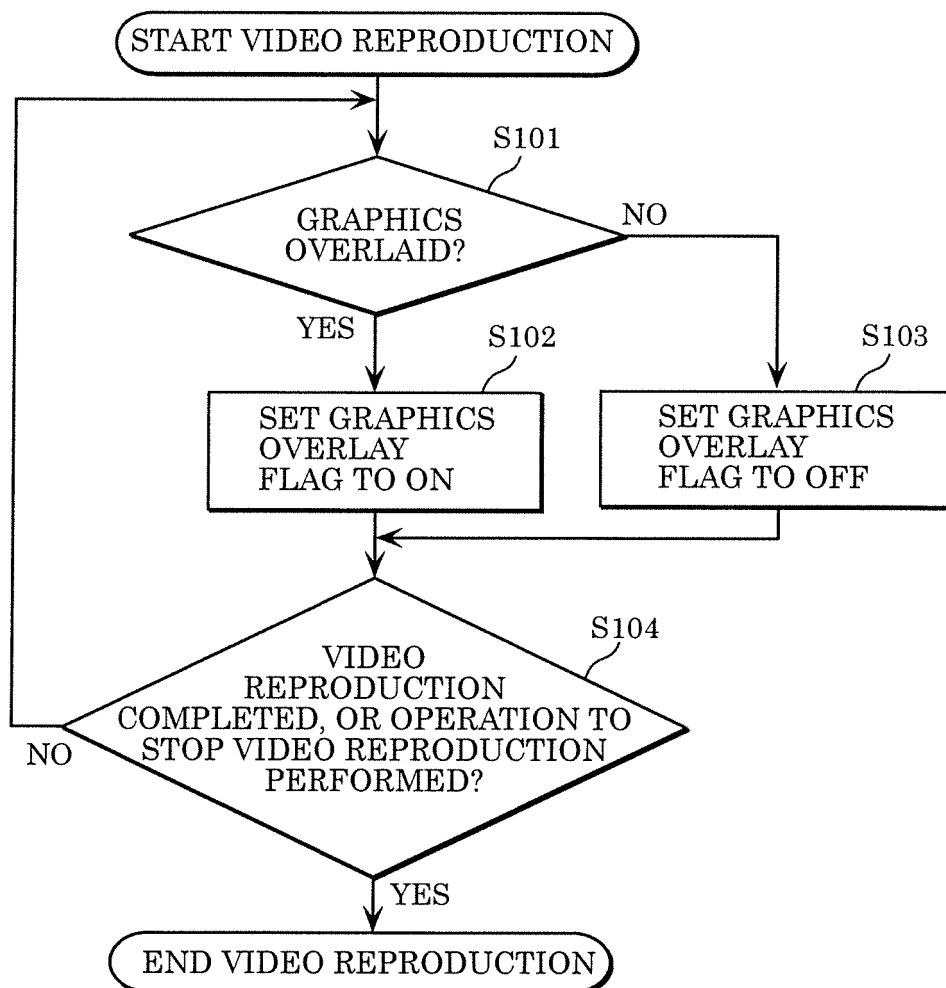 START VIDEO REPRODUCTION
S101
GRAPHICS
OVERLAID?
NO
YES
S102
S103
SET GRAPHICS
OVERLAY
FLAG TO ON
SET GRAPHICS
OVERLAY
FLAG TO OFF
S104
VIDEO
REPRODUCTION
COMPLETED, OR OPERATION TO
STOP VIDEO REPRODUCTION
PERFORMED?
NO
YES
END VIDEO REPRODUCTION